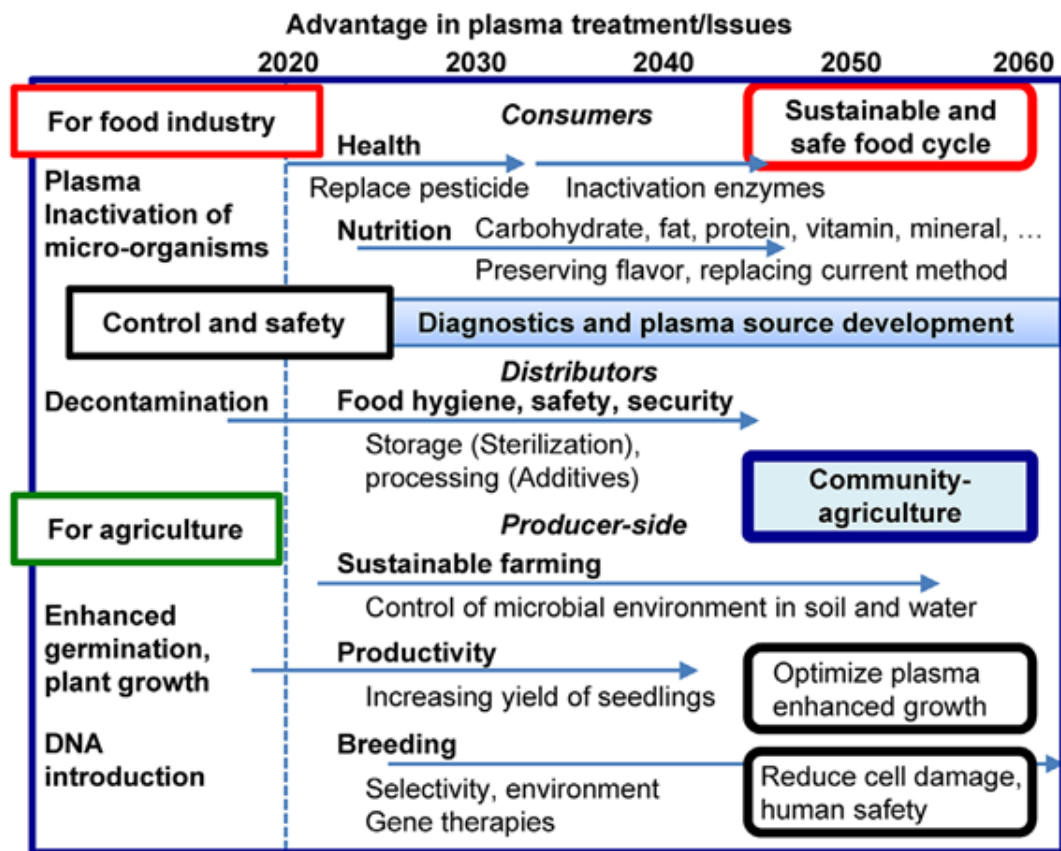 Advantage in plasma treatment/Issues
2020 2030 2040 2050 2060
For food industry
Consumers
Sustainable and
safe food cycle
Health
Replace pesticide
Inactivation enzymes
Plasma
Inactivation of
micro-organisms
Nutrition
Carbohydrate, fat, protein, vitamin, mineral, …
Preserving flavor, replacing current method
Control and safety
Diagnostics and plasma source development
Distributors
Decontamination
Food hygiene, safety, security
Storage (Sterilization),
processing (Additives)
Community-
agriculture
For agriculture
Producer-side
Sustainable farming
Control of microbial environment in soil and water
Enhanced
germination,
plant growth
Productivity
Increasing yield of seedlings
Optimize plasma
enhanced growth
DNA
introduction
Breeding
Selectivity, environment
Gene therapies
Reduce cell damage,
human safety